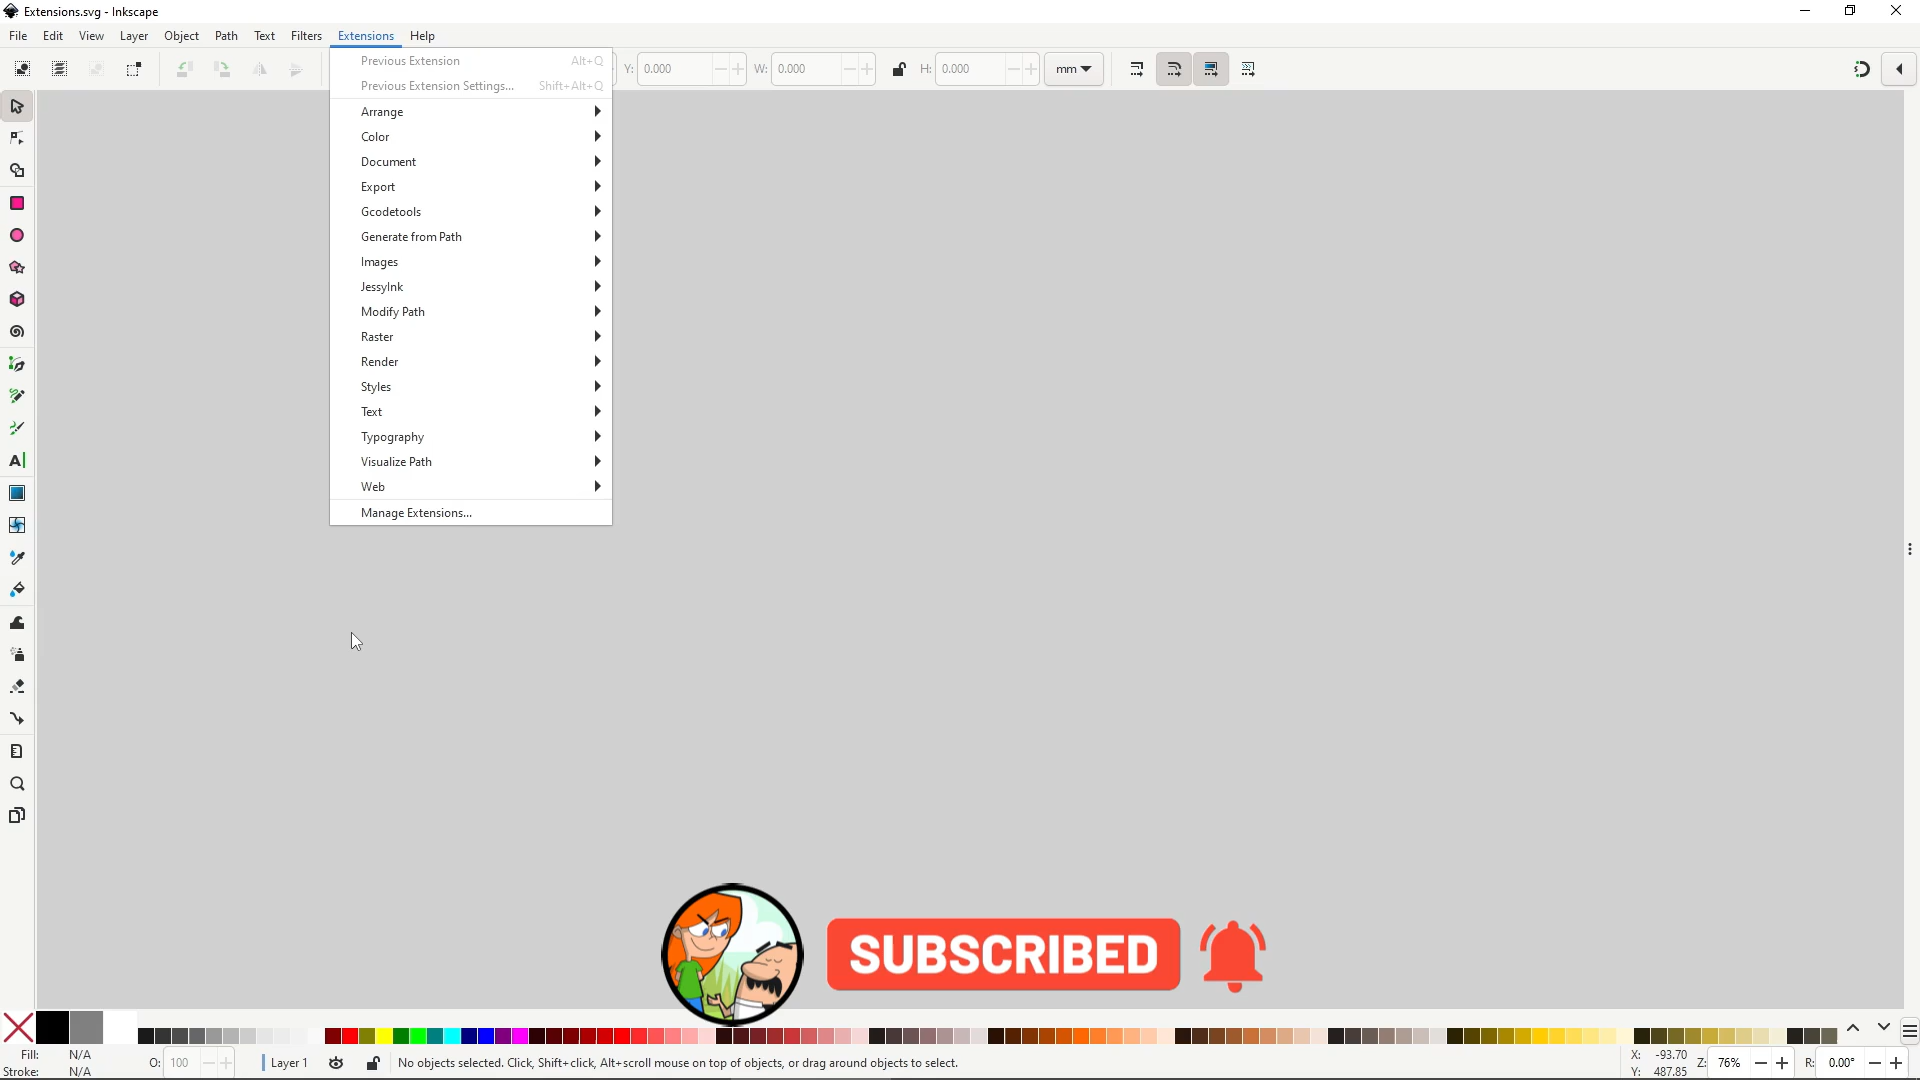 Extensions.svg - Inkscape
File Edit View Layer Object Path Text Filters Extensions Help
Y: 0.000 W: 0.000 H: 0.000 mm
Previous Extension Alt+Q
Previous Extension Settings... Shift+Alt+Q
Arrange
Color
Document
Export
Gcodetools
Generate from Path
Images
JessyInk
Modify Path
Raster
Render
Styles
Text
Typography
Visualize Path
Web
Manage Extensions...
SUBSCRIBED
Fill: N/A
Stroke: N/A
O: 100
Layer 1
No objects selected. Click, Shift+click, Alt+scroll mouse on top of objects, or drag around objects to select.
X: -93.70
Y: 487.85
Z: 76%
R: 0.00°